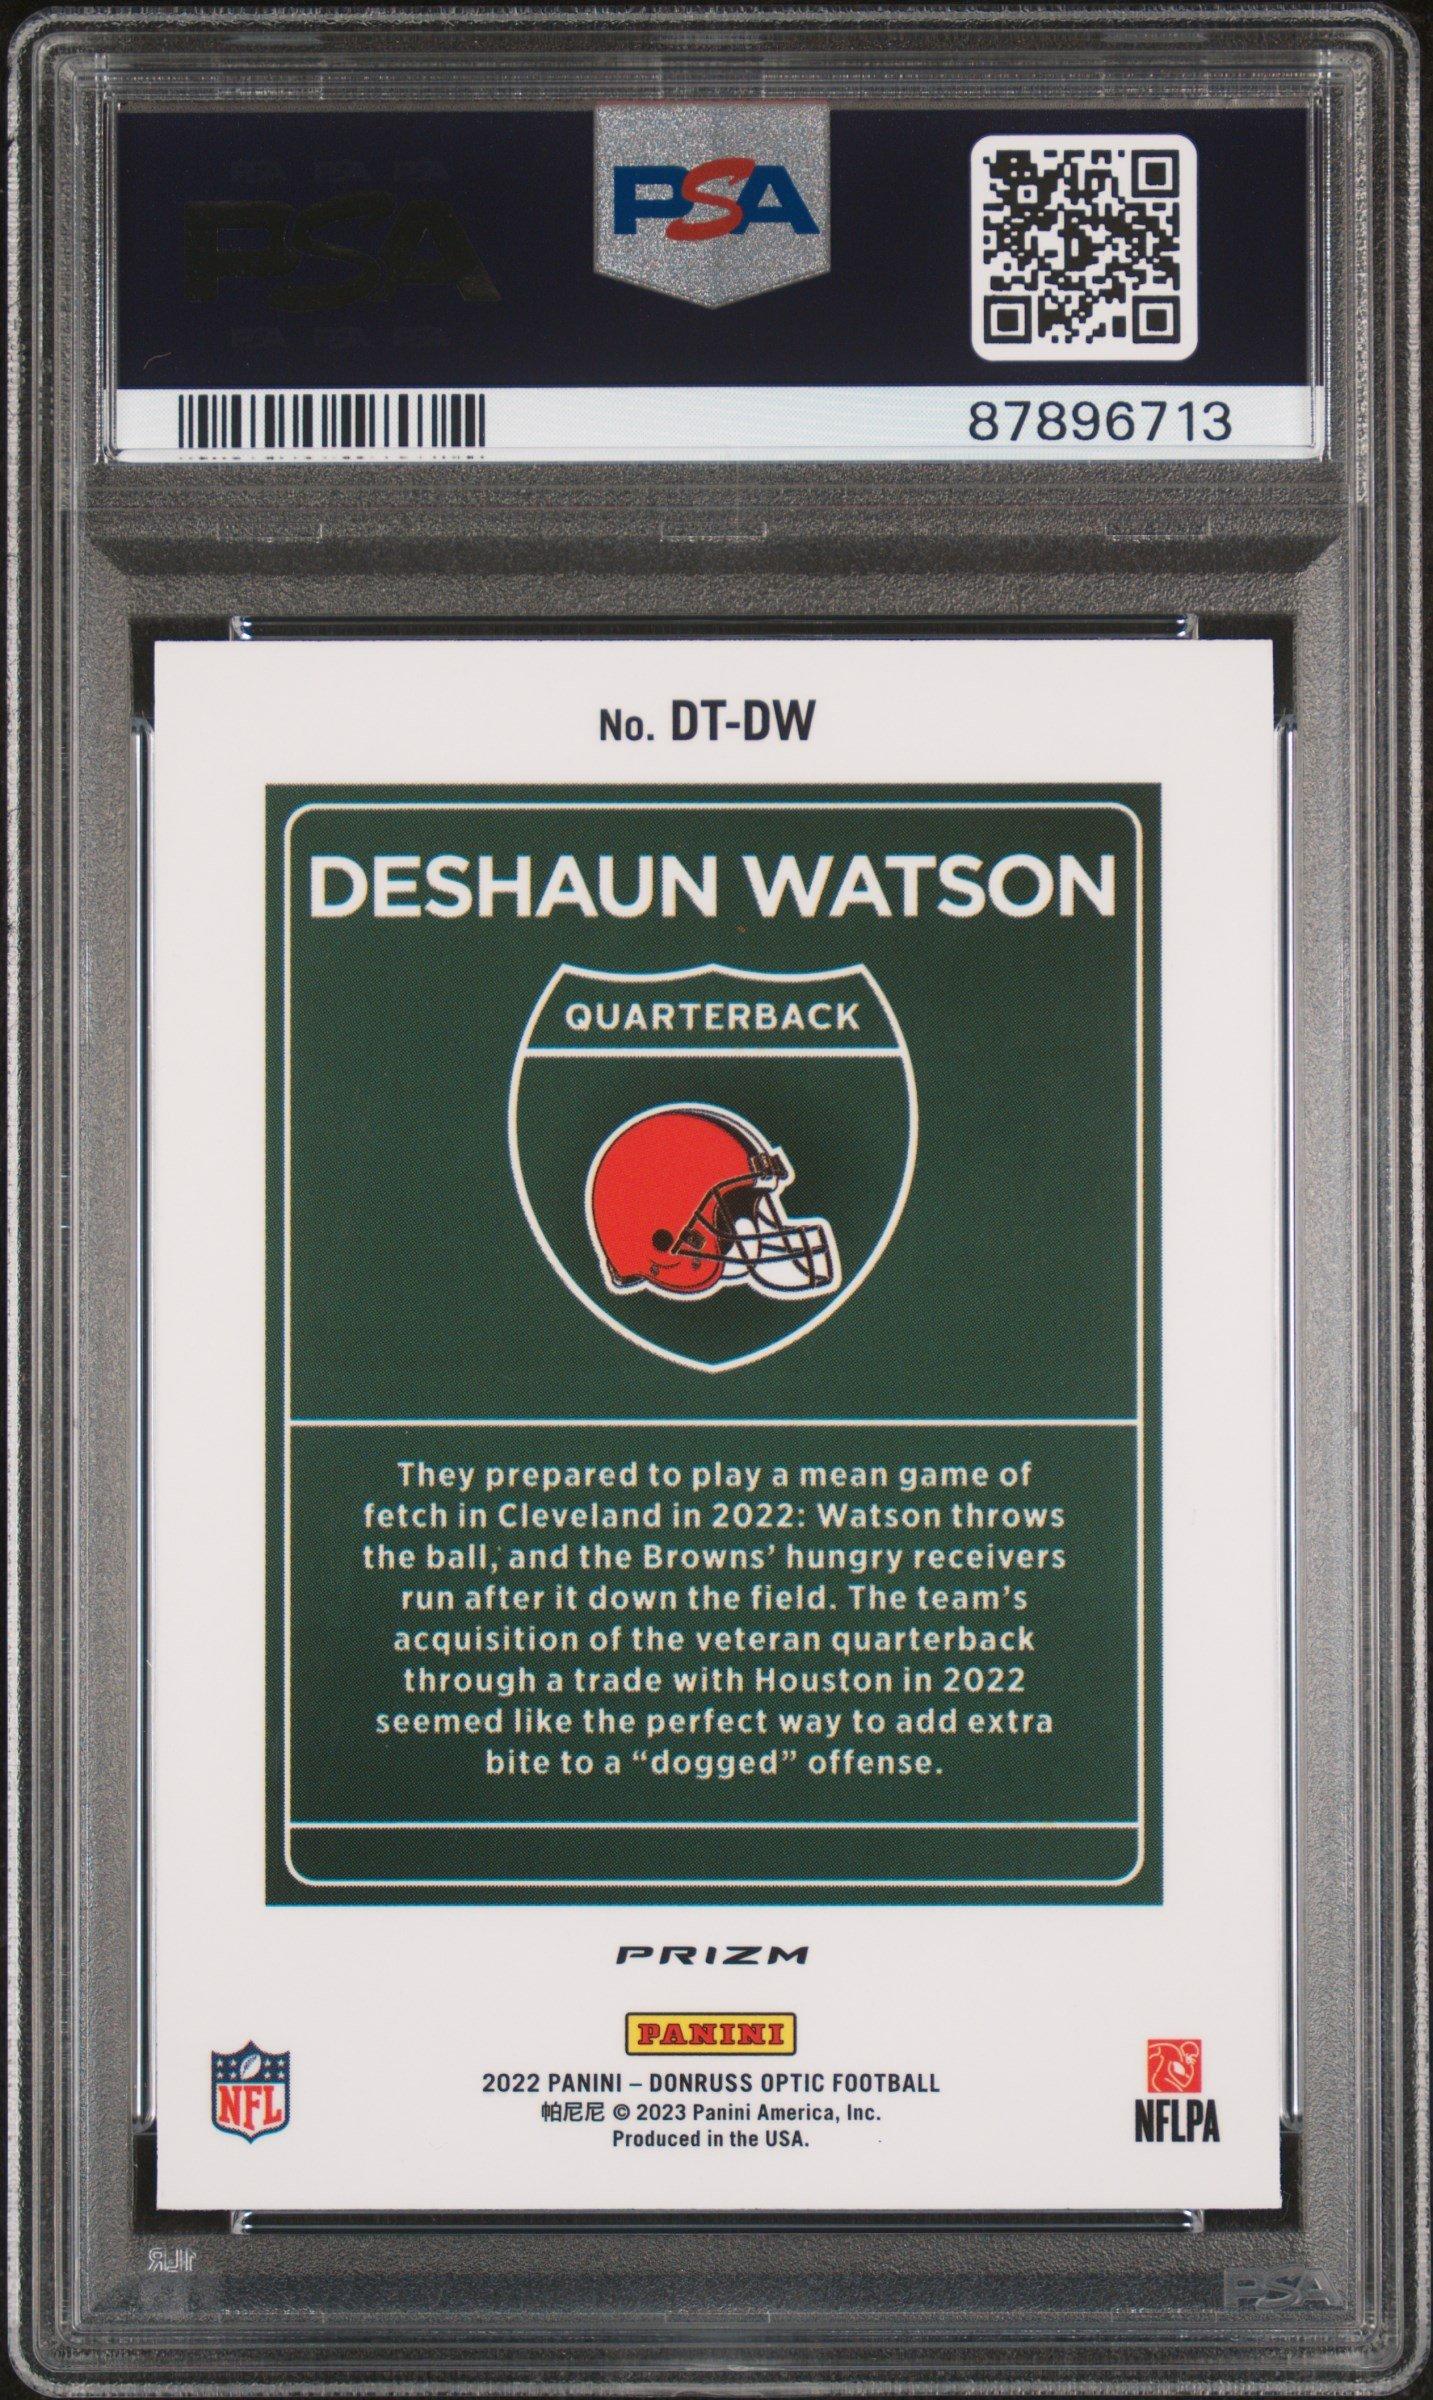 PSA
PSA
87896713
No. DT-DW
DESHAUN WATSON
QUARTERBACK
They prepared to play a mean game of
fetch in Cleveland in 2022: Watson throws
the ball, and the Browns' hungry receivers
run after it down the field. The team's
acquisition of the veteran quarterback
through a trade with Houston in 2022
seemed like the perfect way to add extra
bite to a “dogged” offense.
PRIZM
PANINI
NFL
2022 PANINI – DONRUSS OPTIC FOOTBALL
帕尼尼 © 2023 Panini America, Inc.
Produced in the USA.
NFLPA
PSA